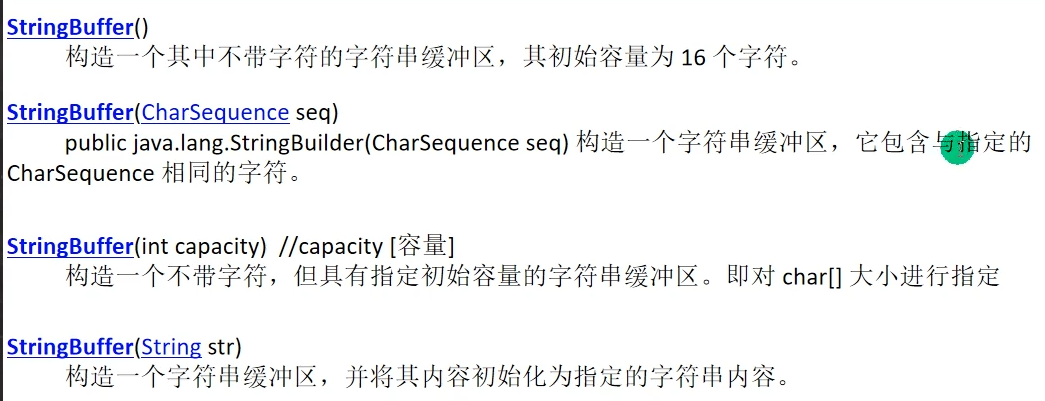 StringBuffer()
构造一个其中不带字符的字符串缓冲区，其初始容量为 16 个字符。
StringBuffer(CharSequence seq)
public java.lang.StringBuilder(CharSequence seq) 构造一个字符串缓冲区，它包含与指定的
CharSequence 相同的字符。
StringBuffer(int capacity)  //capacity [容量]
构造一个不带字符，但具有指定初始容量的字符串缓冲区。即对 char[] 大小进行指定
StringBuffer(String str)
构造一个字符串缓冲区，并将其内容初始化为指定的字符串内容。